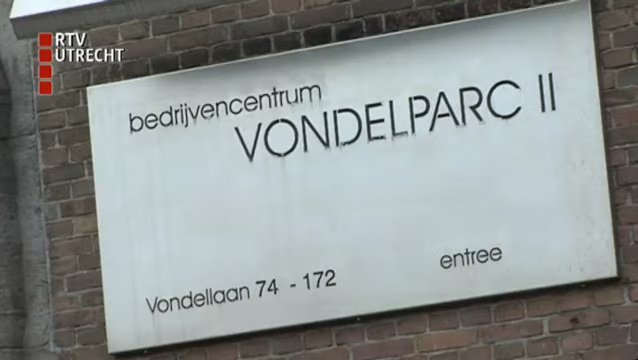 RTV
UTRECHT
bedrijvencentrum
VONDELPARC II
entree
Vondellaan 74 - 172